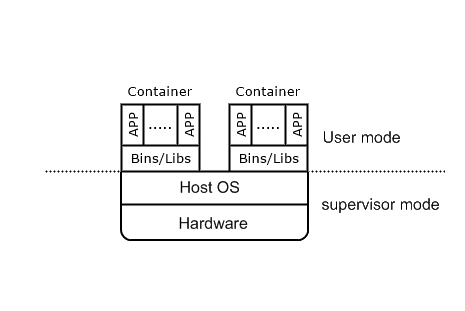 Container Container
APP ..... APP APP ..... APP
User mode
Bins/Libs Bins/Libs
Host OS
supervisor mode
Hardware